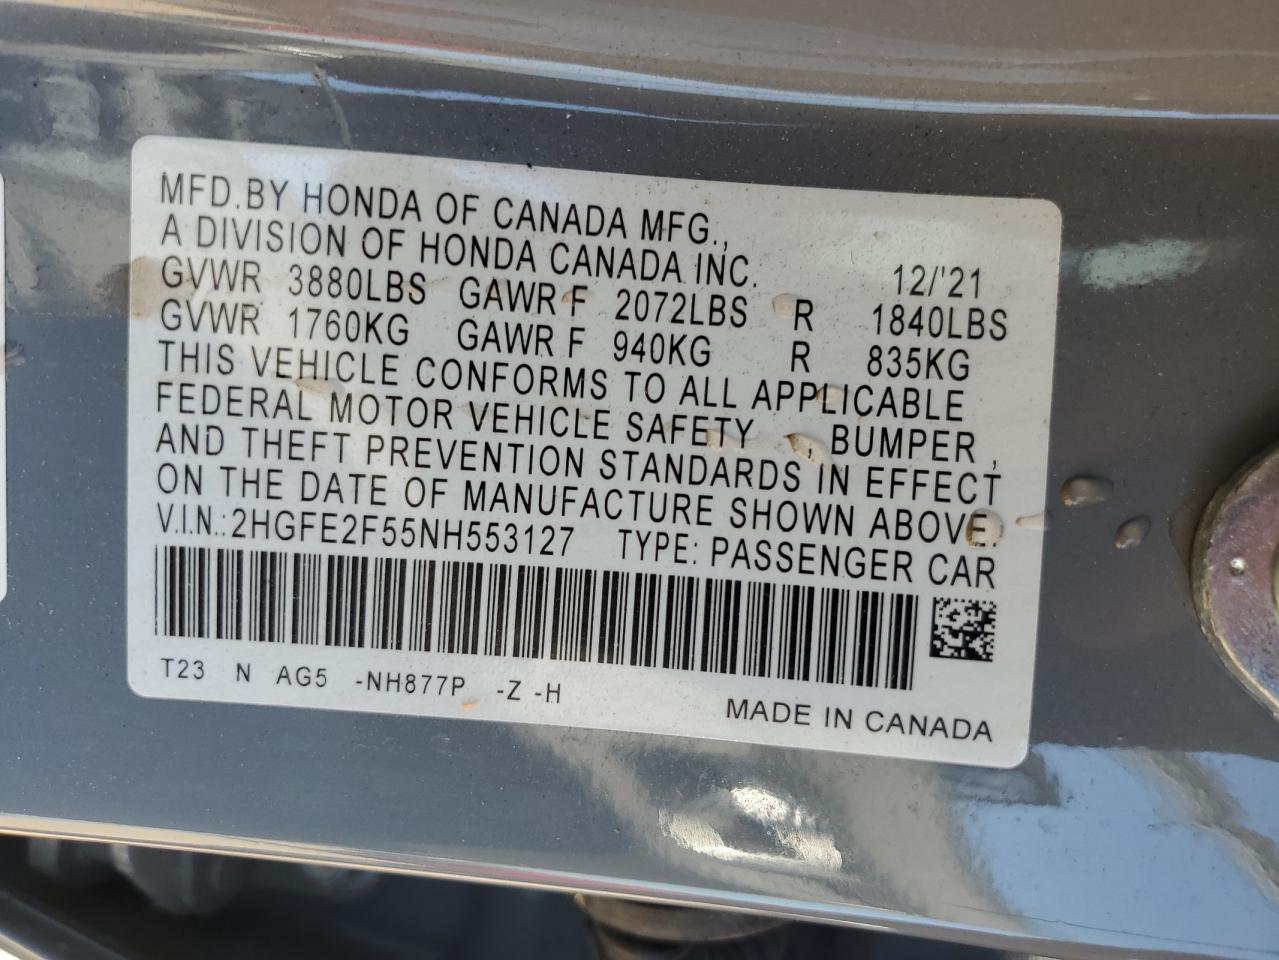 MFD.BY HONDA OF CANADA MFG.,
A DIVISION OF HONDA CANADA INC. 12/'21
GVWR 3880LBS GAWR F 2072LBS R 1840LBS
GVWR 1760KG GAWR F 940KG R 835KG
THIS VEHICLE CONFORMS TO ALL APPLICABLE
FEDERAL MOTOR VEHICLE SAFETY , BUMPER ,
AND THEFT PREVENTION STANDARDS IN EFFECT
ON THE DATE OF MANUFACTURE SHOWN ABOVE.
V.I.N.:2HGFE2F55NH553127 TYPE: PASSENGER CAR
T23 N AG5 -NH877P -Z -H
MADE IN CANADA